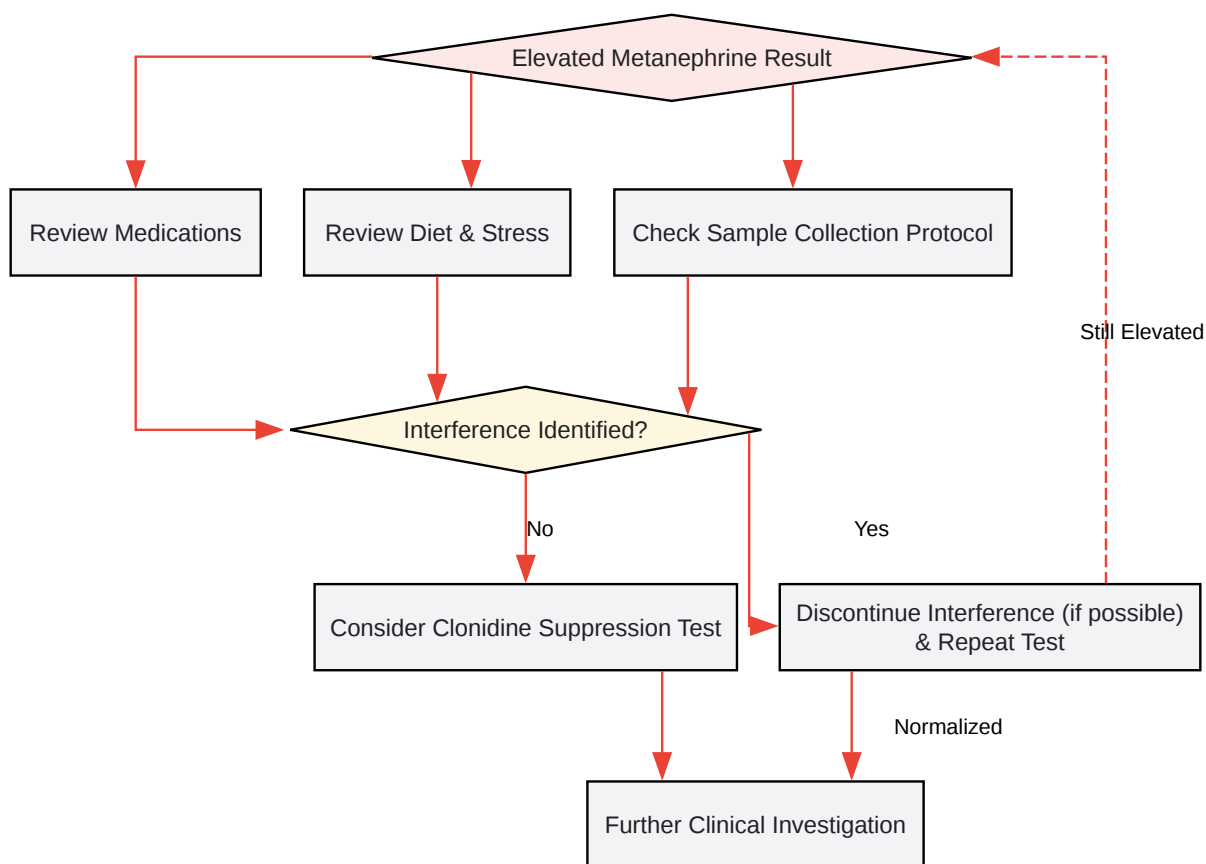 Elevated Metanephrine Result
Review Medications
Review Diet & Stress
Check Sample Collection Protocol
Still Elevated
Interference Identified?
No
Yes
Consider Clonidine Suppression Test
Discontinue Interference (if possible)
& Repeat Test
Normalized
Further Clinical Investigation